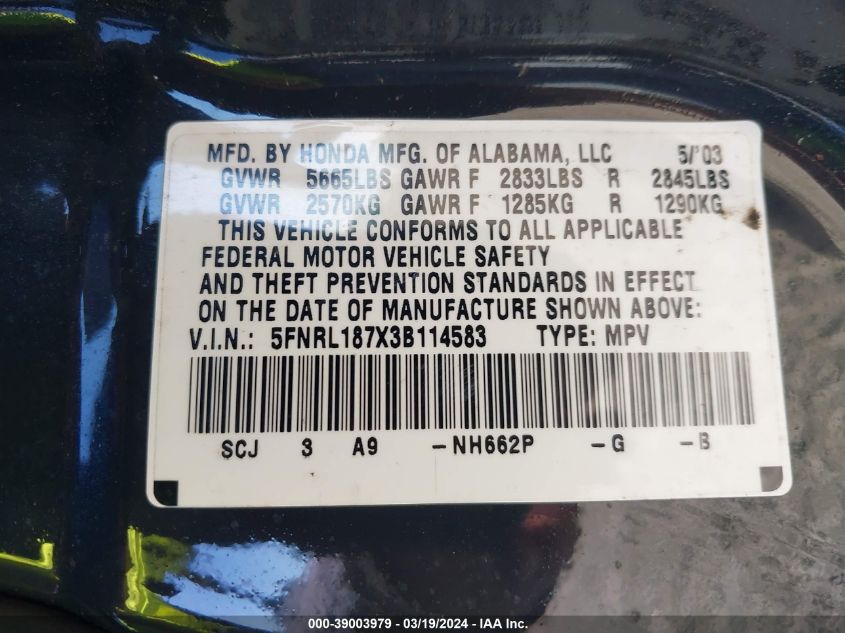 MFD. BY HONDA MFG. OF ALABAMA, LLC 5/'03
GVWR 5665LBS GAWR F 2833LBS R 2845LBS
GVWR 2570KG GAWR F 1285KG R 1290KG
THIS VEHICLE CONFORMS TO ALL APPLICABLE
FEDERAL MOTOR VEHICLE SAFETY
AND THEFT PREVENTION STANDARDS IN EFFECT
ON THE DATE OF MANUFACTURE SHOWN ABOVE:
V.I.N.: 5FNRL187X3B114583 TYPE: MPV
SCJ 3 A9 -NH662P -G -B
000-39003979 - 03/19/2024 - IAAI Inc.